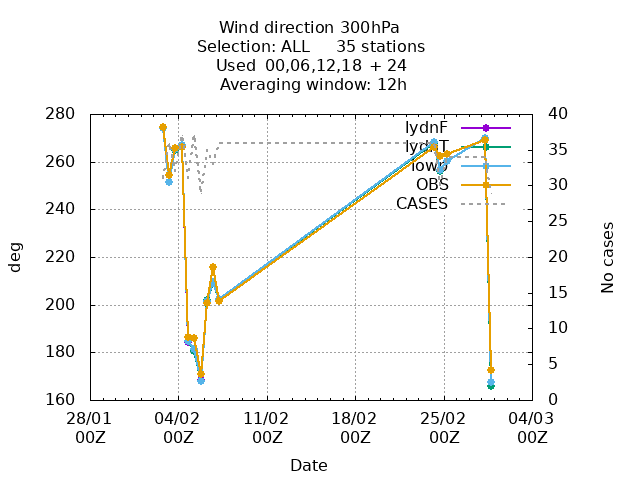 Wind direction 300hPa
Selection: ALL 35 stations
Used 00,06,12,18 + 24
Averaging window: 12h
280
260
240
220
200
180
160
deg
40
35
30
25
20
15
10
5
0
No cases
lydnF
OBS
CASES
28/01 04/02 11/02 18/02 25/02 04/03
00Z 00Z 00Z 00Z 00Z 00Z
Date